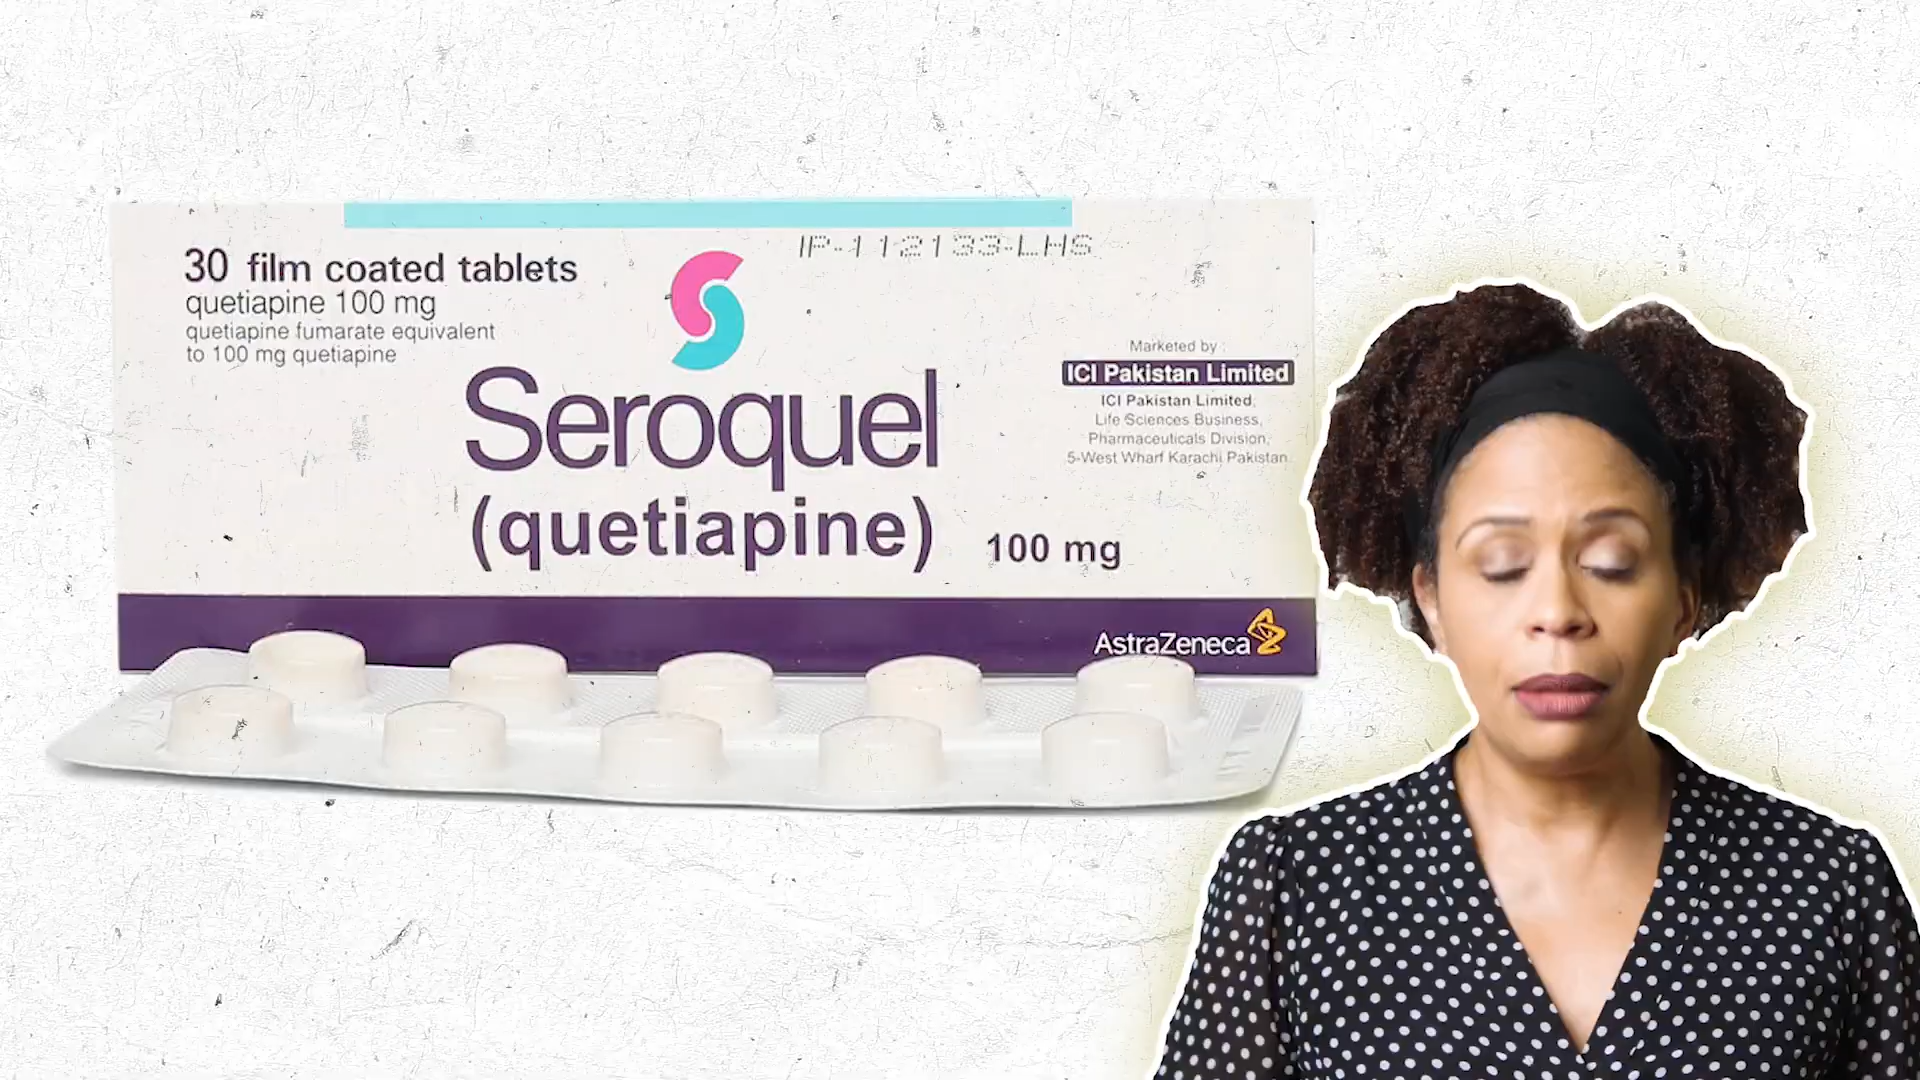 IP-112133-LHS
30 film coated tablets
quetiapine 100 mg
quetiapine fumarate equivalent
to 100 mg quetiapine
Seroquel
(quetiapine)
100 mg
Marketed by :
ICI Pakistan Limited
ICI Pakistan Limited,
Life Sciences Business,
Pharmaceuticals Division,
5-West Wharf Karachi Pakistan.
AstraZeneca